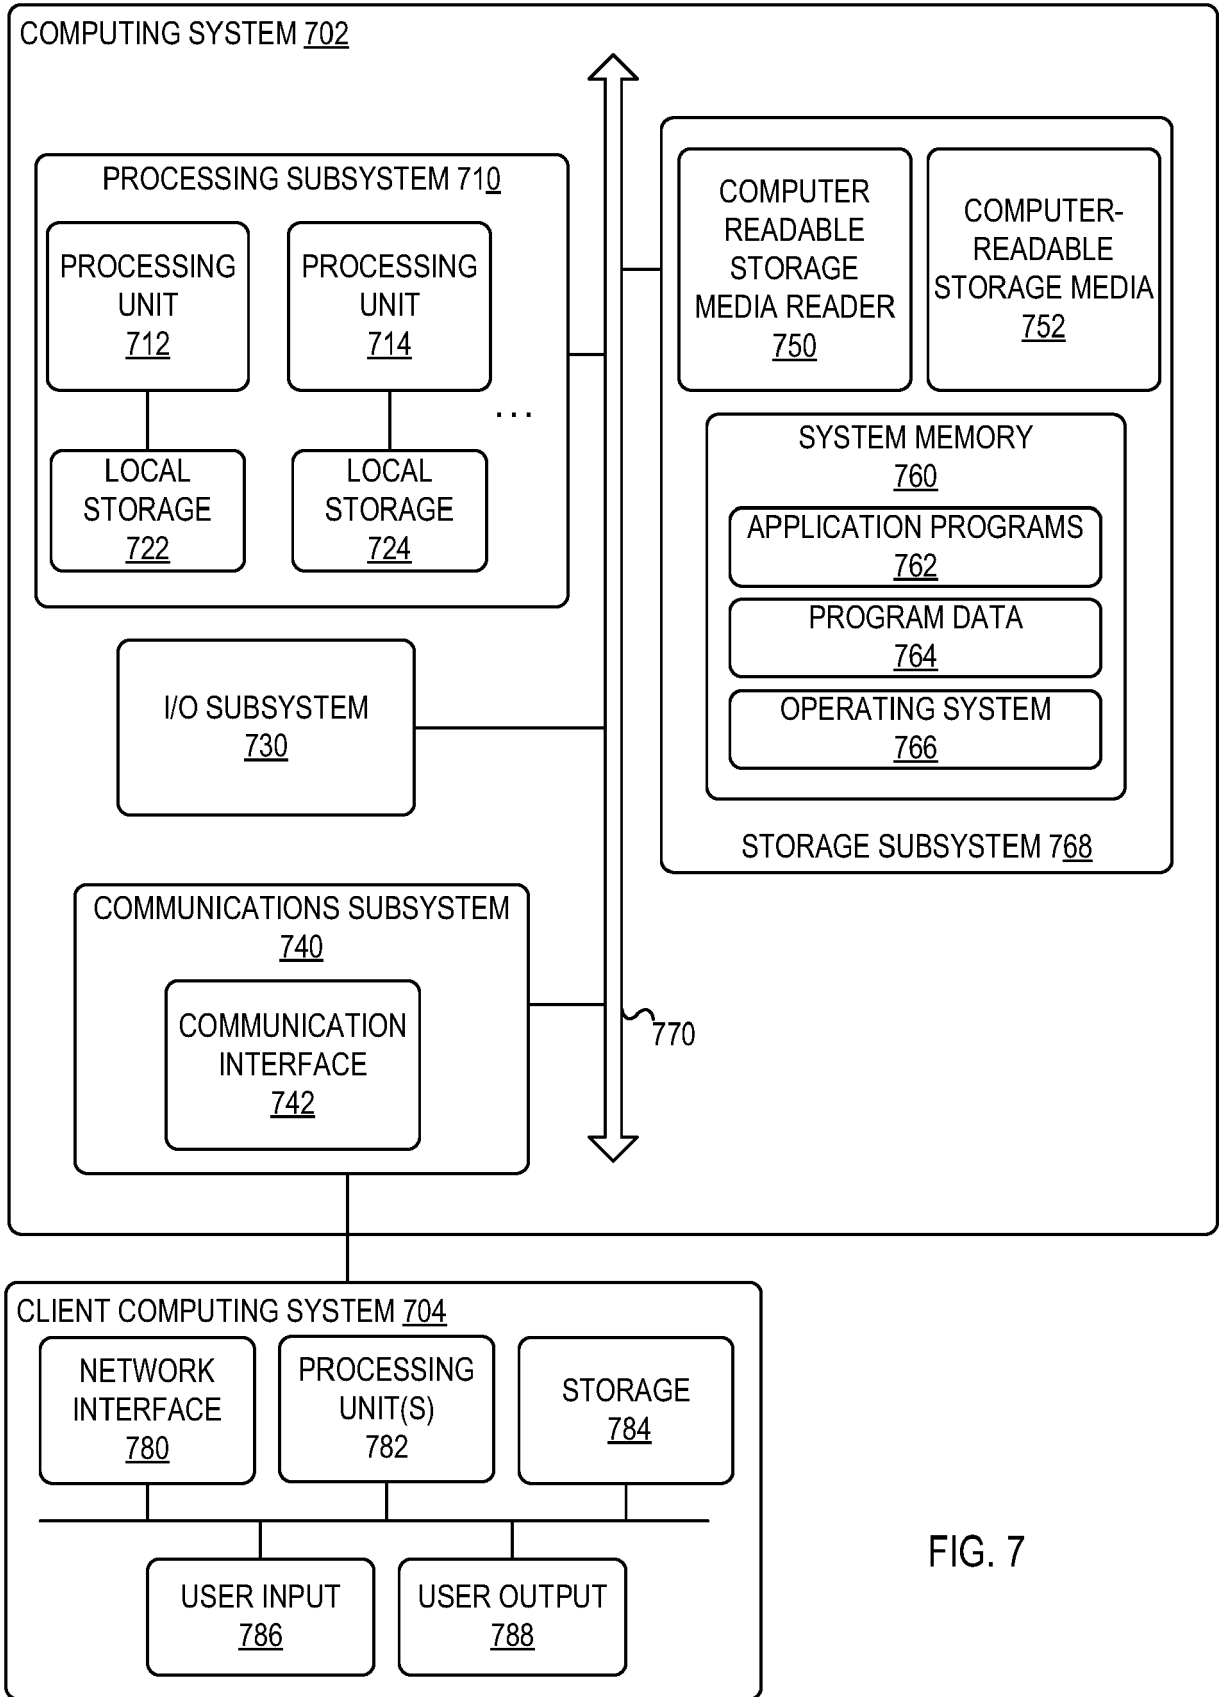 COMPUTING SYSTEM 702
PROCESSING SUBSYSTEM 710
PROCESSING
UNIT
712
PROCESSING
UNIT
714
...
LOCAL
STORAGE
722
LOCAL
STORAGE
724
I/O SUBSYSTEM
730
COMMUNICATIONS SUBSYSTEM
740
COMMUNICATION
INTERFACE
742
COMPUTER
READABLE
STORAGE
MEDIA READER
750
COMPUTER-
READABLE
STORAGE MEDIA
752
SYSTEM MEMORY
760
APPLICATION PROGRAMS
762
PROGRAM DATA
764
OPERATING SYSTEM
766
STORAGE SUBSYSTEM 768
770
CLIENT COMPUTING SYSTEM 704
NETWORK
INTERFACE
780
PROCESSING
UNIT(S)
782
STORAGE
784
USER INPUT
786
USER OUTPUT
788
FIG. 7